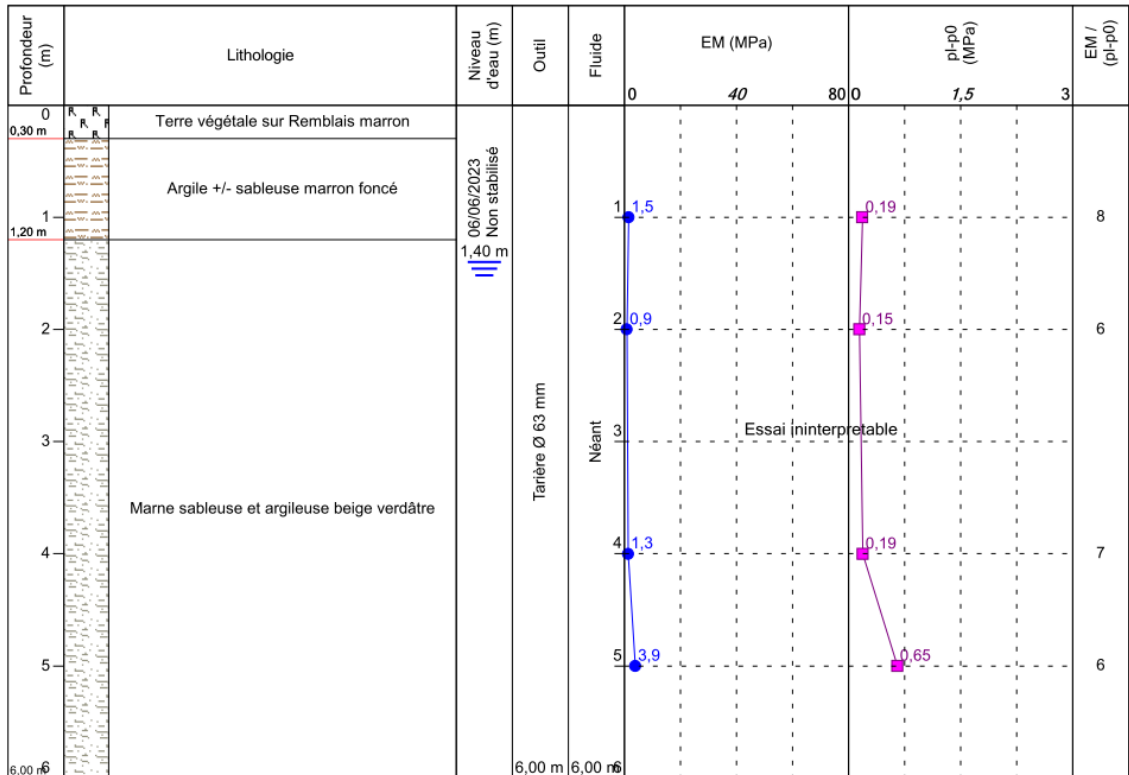 Profondeur
(m)
Lithologie
Niveau
d'eau (m)
Outil
Fluide
EM (MPa)
pl-p0
(MPa)
EM /
(pl-p0)
0 40 80
0 1,5 3
0
R R
R R
R R
Terre végétale sur Remblais marron
0,30 m
Argile +/- sableuse marron foncé
06/06/2023
Non stabilisé
1
1
1,5
0,19
8
1,20 m
1,40 m
2
2
0,9
0,15
6
3
3
Essai ininterpretable
Tarière Ø 63 mm
Néant
Marne sableuse et argileuse beige verdâtre
4
4
1,3
0,19
7
5
5
3,9
0,65
6
6,00 m
6
6,00 m
6,00 m
6